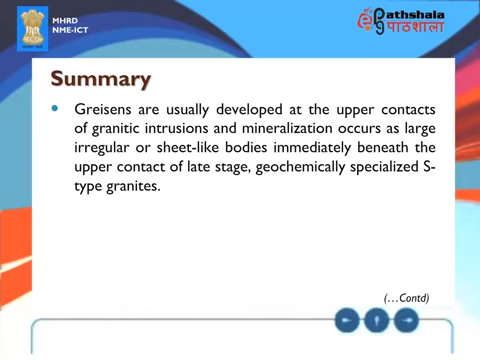 MHRD
NME-ICT
Pathshala
पाठशाला
Summary
Greisens are usually developed at the upper contacts
of granitic intrusions and mineralization occurs as large
irregular or sheet-like bodies immediately beneath the
upper contact of late stage, geochemically specialized S-
type granites.
(…Contd)